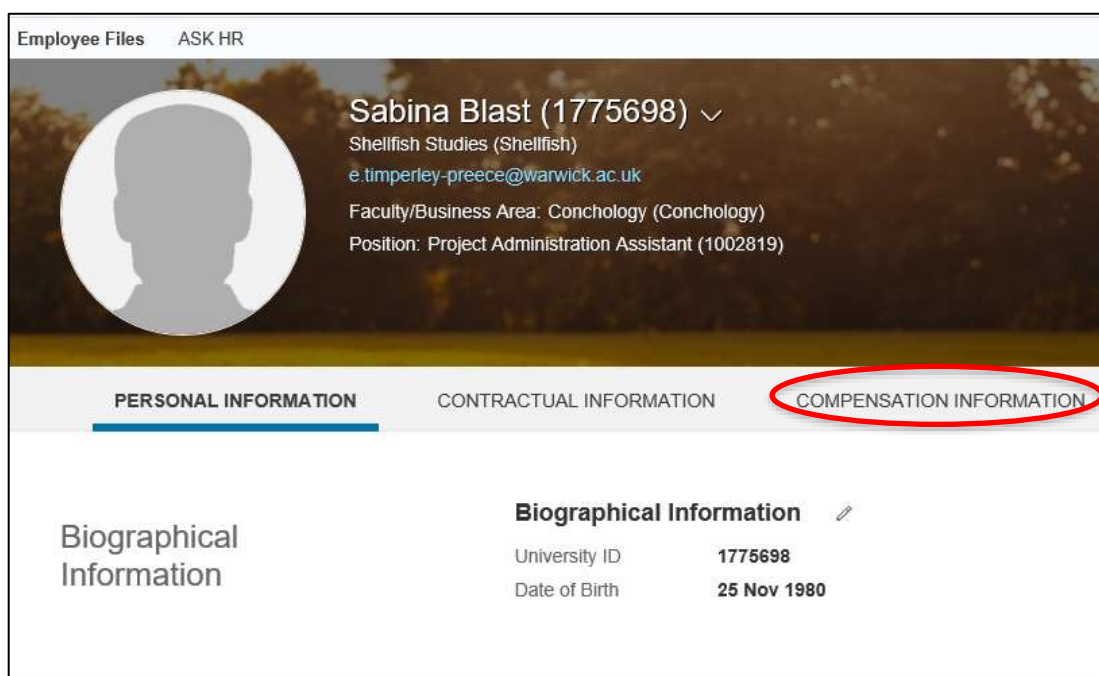 Employee Files ASK HR
Sabina Blast (1775698)
Shellfish Studies (Shellfish)
e.timperley-preece@warwick.ac.uk
Faculty/Business Area: Conchology (Conchology)
Position: Project Administration Assistant (1002819)
PERSONAL INFORMATION CONTRACTUAL INFORMATION COMPENSATION INFORMATION
Biographical
Information
Biographical Information
University ID 1775698
Date of Birth 25 Nov 1980